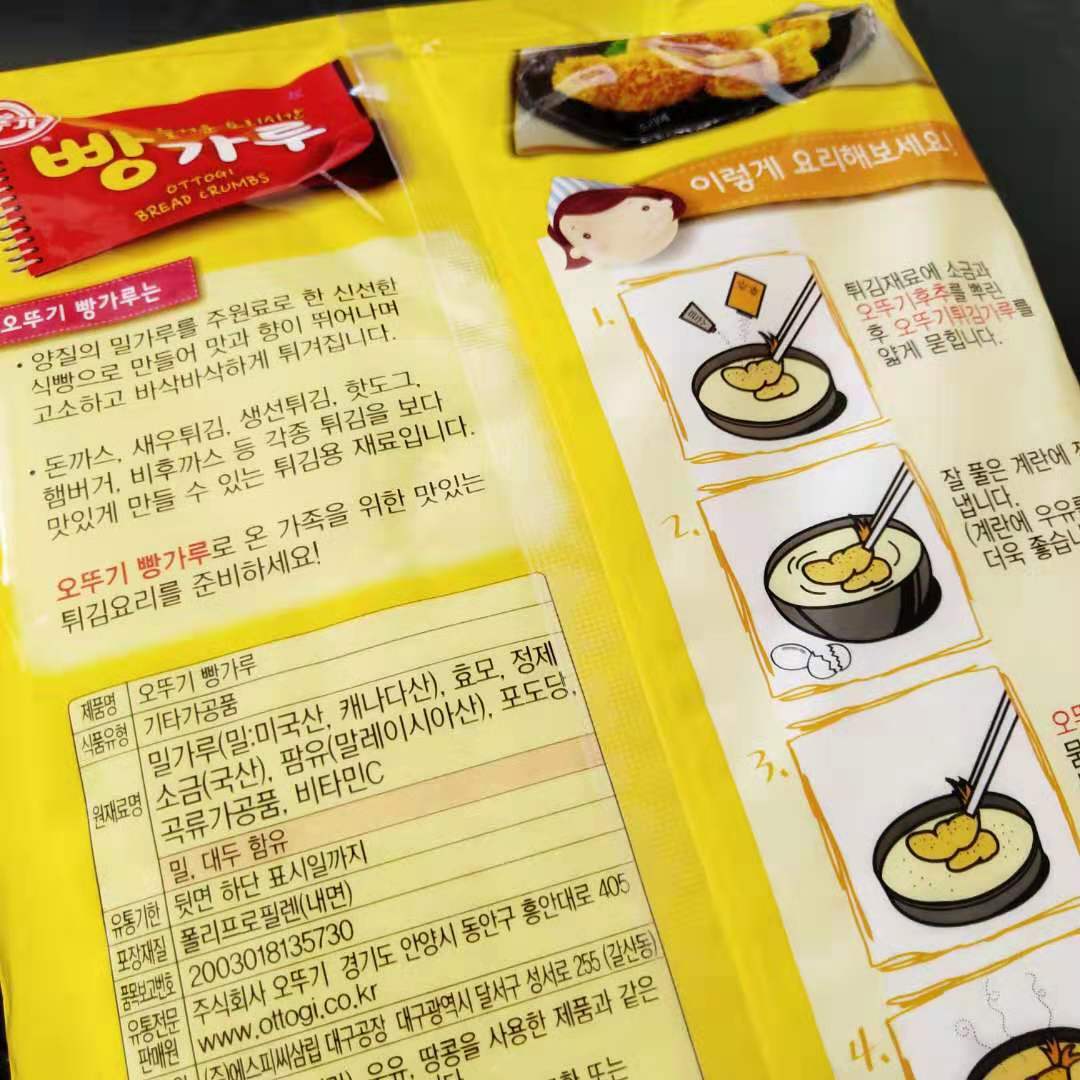 빵가루
OTTOGI
BREAD CRUMBS
오뚜기 빵가루는
• 양질의 밀가루를 주원료로 한 신선한
식빵으로 만들어 맛과 향이 뛰어나며
고소하고 바삭바삭하게 튀겨집니다.
• 돈까스, 새우튀김, 생선튀김, 핫도그,
햄버거, 비후까스 등 각종 튀김을 보다
맛있게 만들 수 있는 튀김용 재료입니다.
오뚜기 빵가루로 온 가족을 위한 맛있는
튀김요리를 준비하세요!
제품명 오뚜기 빵가루
식품유형 기타가공품
원재료명 밀가루(밀:미국산, 캐나다산), 효모, 정제
소금(국산), 팜유(말레이시아산), 포도당,
곡류가공품, 비타민C
밀, 대두 함유
유통기한 뒷면 하단 표시일까지
포장재질 폴리프로필렌(내면)
품목보고번호 2003018135730
유통전문판매원 주식회사 오뚜기 경기도 안양시 동안구 흥안대로 405
www.ottogi.co.kr
(주)에스피씨삼립 대구공장 대구광역시 달서구 성서로 255 (갈산동)
우유, 땅콩을 사용한 제품과 같은
또는
이렇게 요리해보세요!
1.
튀김재료에 소금과
오뚜기후추를 뿌린
후 오뚜기튀김가루를
얇게 묻힙니다.
2.
잘 풀은 계란에
냅니다.
(계란에 우유
더욱 좋습니
3.
4.